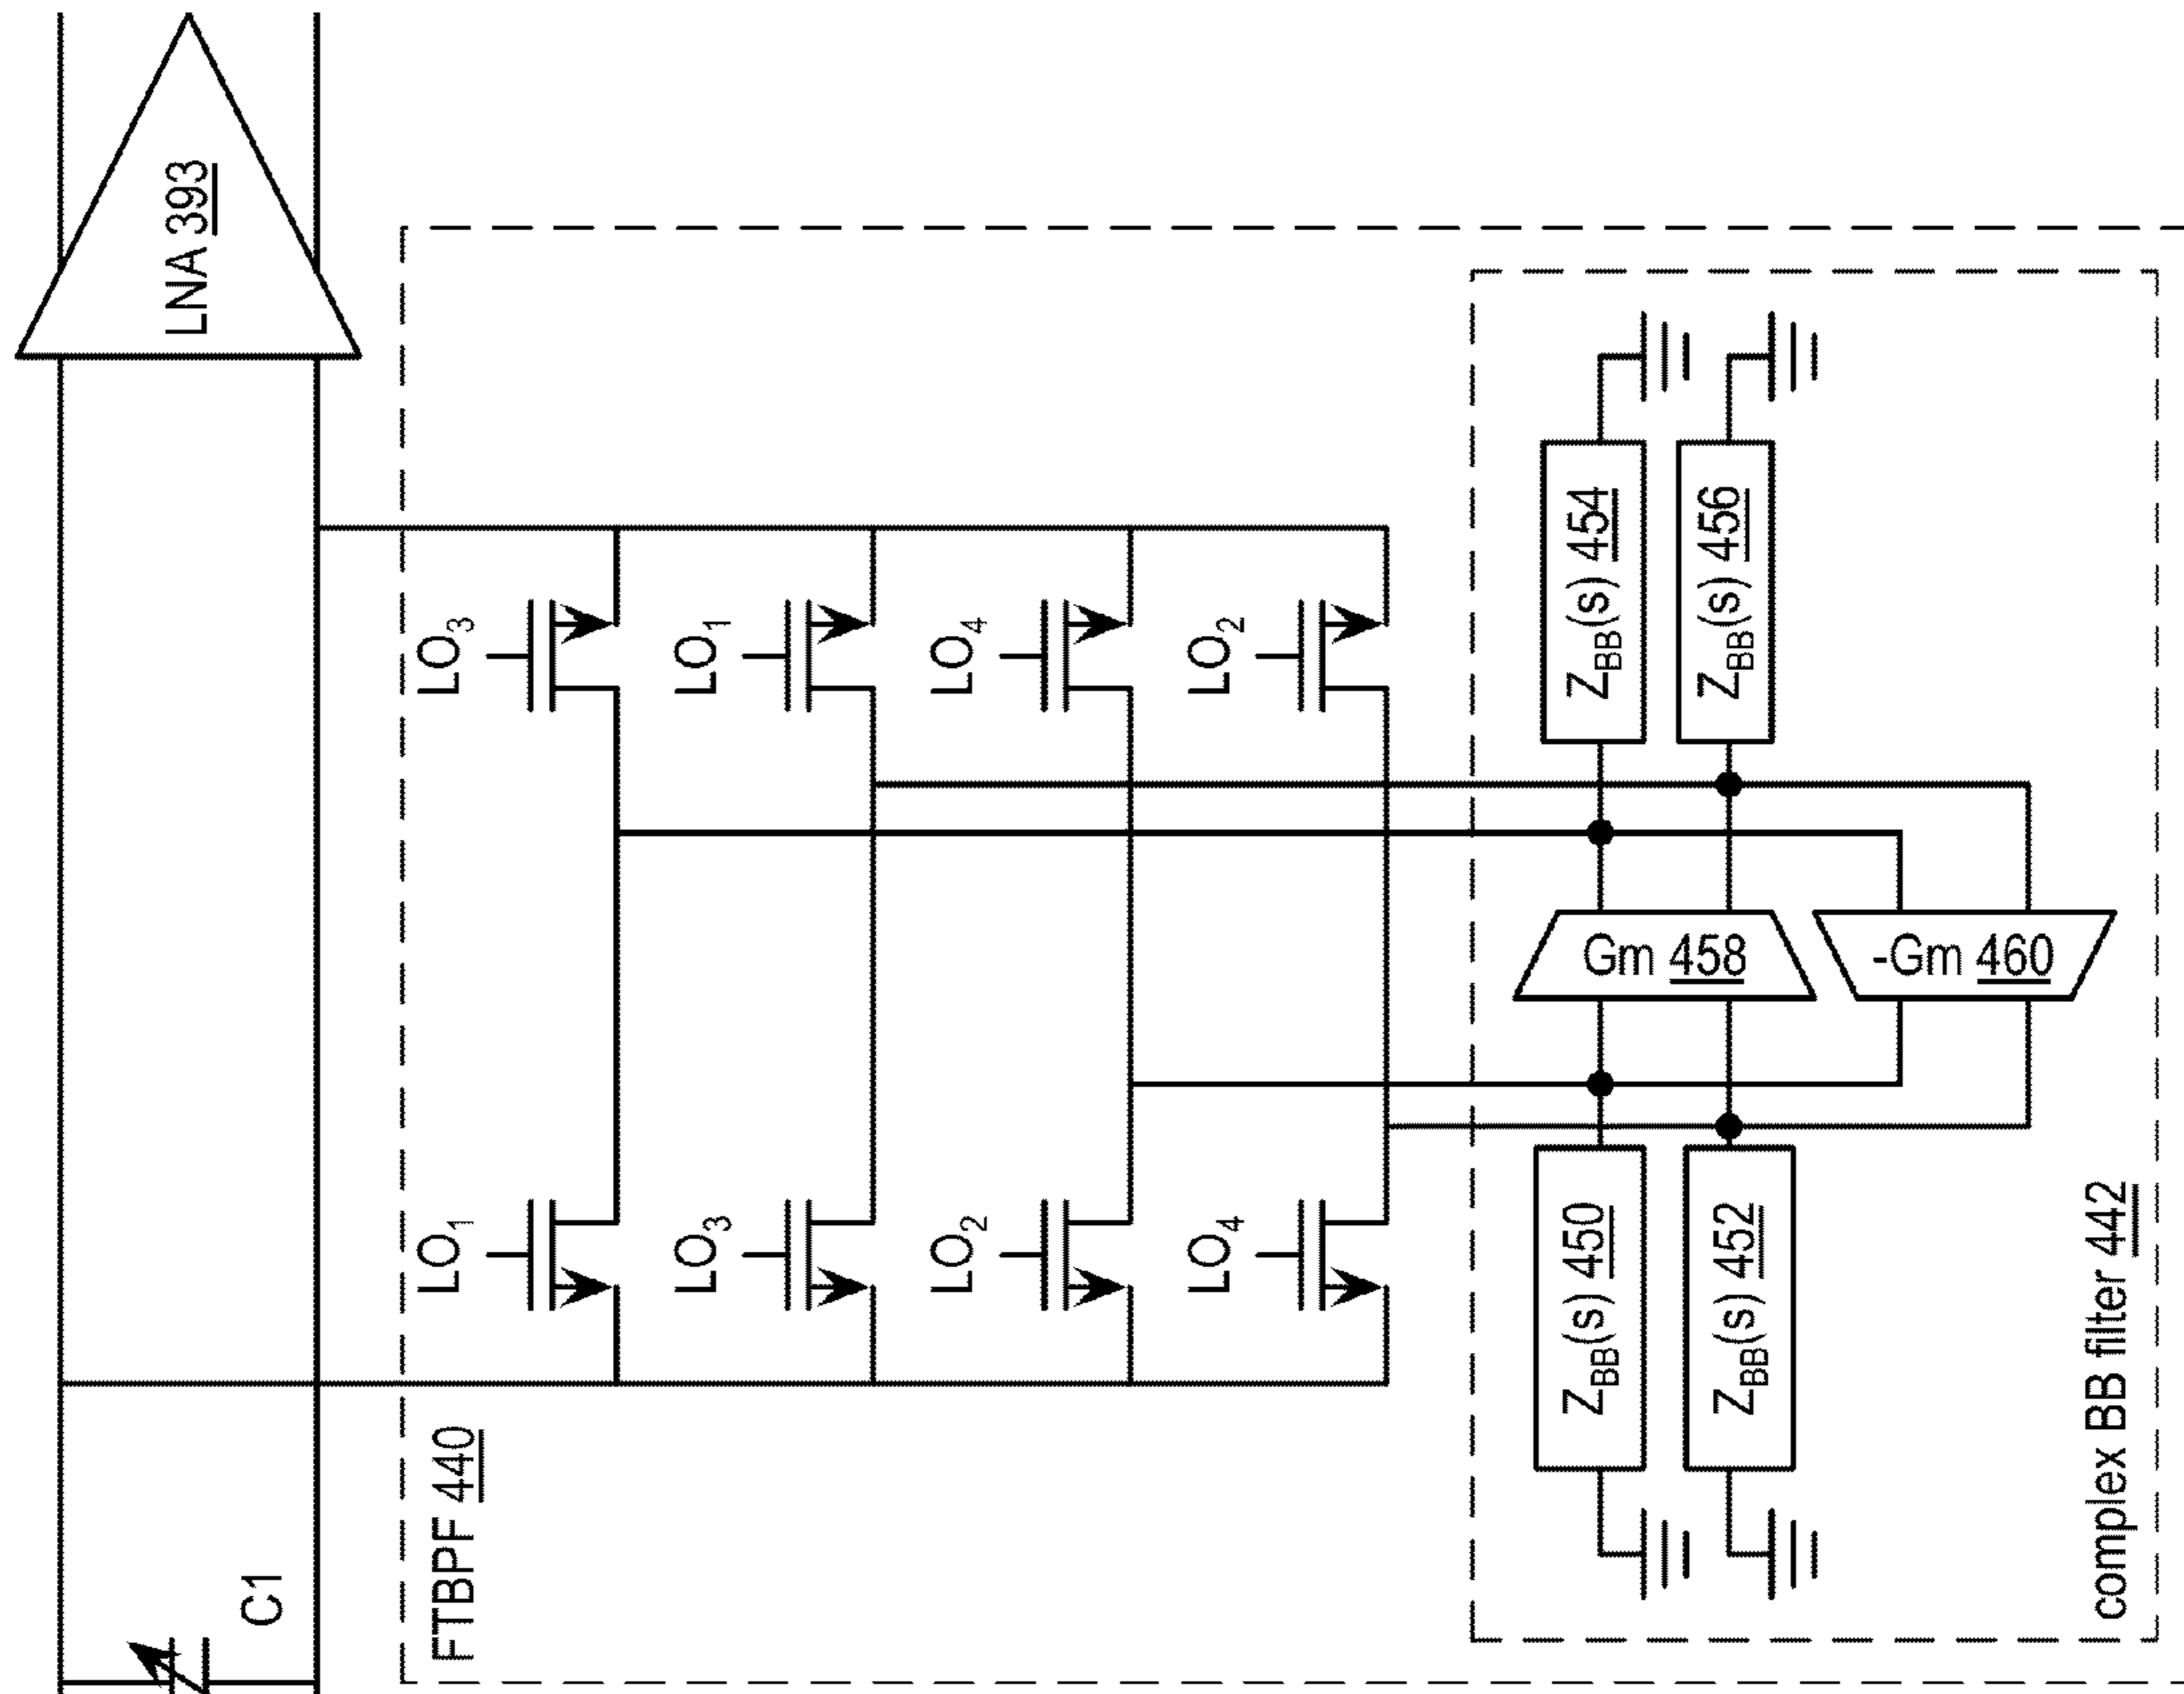 LNA 393
C1
FTBPF 440
LO1
LO3
LO3
LO1
LO2
LO4
LO4
LO2
ZBB(s) 450
ZBB(s) 454
ZBB(s) 452
ZBB(s) 456
Gm 458
-Gm 460
complex BB filter 442